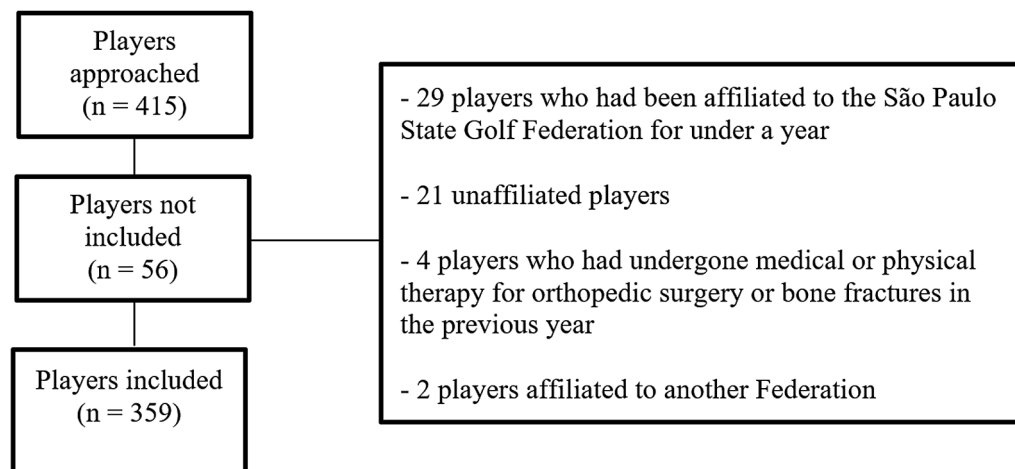 Players
approached
(n = 415)
Players not
included
(n = 56)
Players included
(n = 359)
- 29 players who had been affiliated to the São Paulo
State Golf Federation for under a year
- 21 unaffiliated players
- 4 players who had undergone medical or physical
therapy for orthopedic surgery or bone fractures in
the previous year
- 2 players affiliated to another Federation